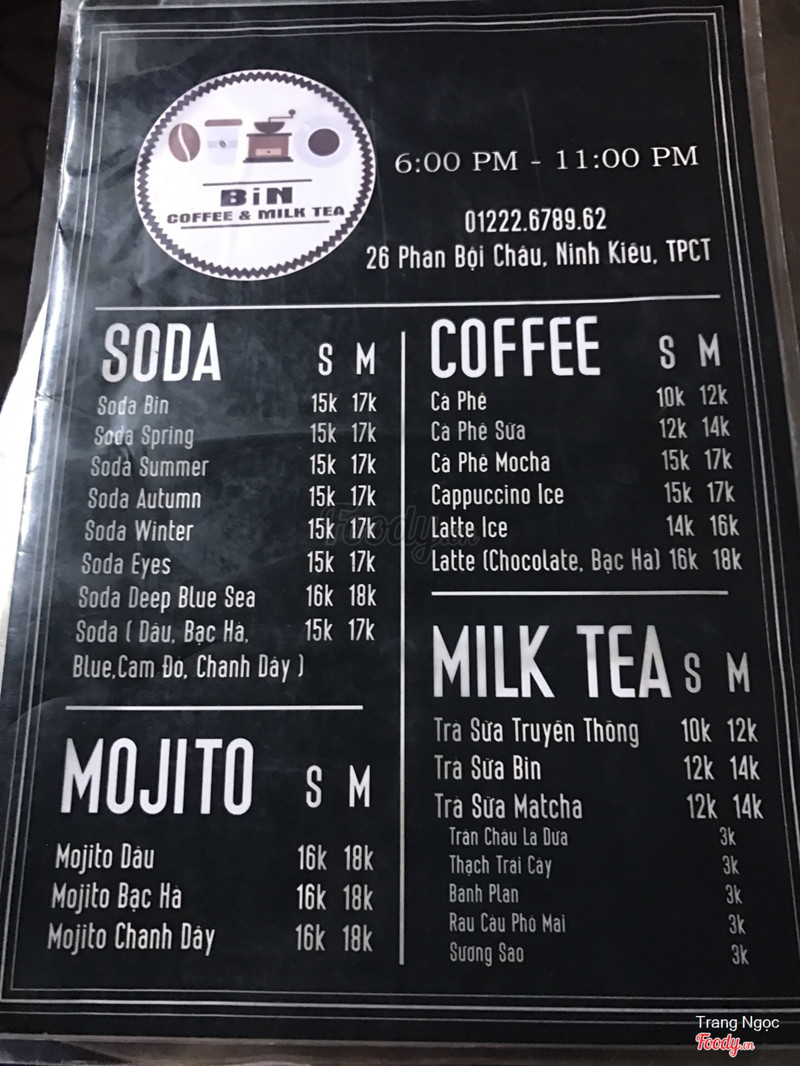 BiN
COFFEE & MILK TEA
6:00 PM - 11:00 PM
01222.6789.62
26 Phan Bội Châu, Ninh Kiều, TPCT
SODA S M
Soda Bin 15k 17k
Soda Spring 15k 17k
Soda Summer 15k 17k
Soda Autumn 15k 17k
Soda Winter 15k 17k
Soda Eyes 15k 17k
Soda Deep Blue Sea 16k 18k
Soda ( Dâu, Bạc Hà, 15k 17k
Blue,Cam Đỏ, Chanh Dây )
MOJITO S M
Mojito Dâu 16k 18k
Mojito Bạc Hà 16k 18k
Mojito Chanh Dây 16k 18k
COFFEE S M
Cà Phê 10k 12k
Cà Phê Sữa 12k 14k
Cà Phê Mocha 15k 17k
Cappuccino Ice 15k 17k
Latte Ice 14k 16k
Latte (Chocolate, Bạc Hà) 16k 18k
MILK TEA S M
Trà Sữa Truyền Thống 10k 12k
Trà Sữa Bin 12k 14k
Trà Sữa Matcha 12k 14k
Trân Châu Lá Dứa 3k
Thạch Trái Cây 3k
Bánh Plan 3k
Rau Câu Phô Mai 3k
Sương Sáo 3k
Foody.vn
Trang Ngọc
Foody.vn